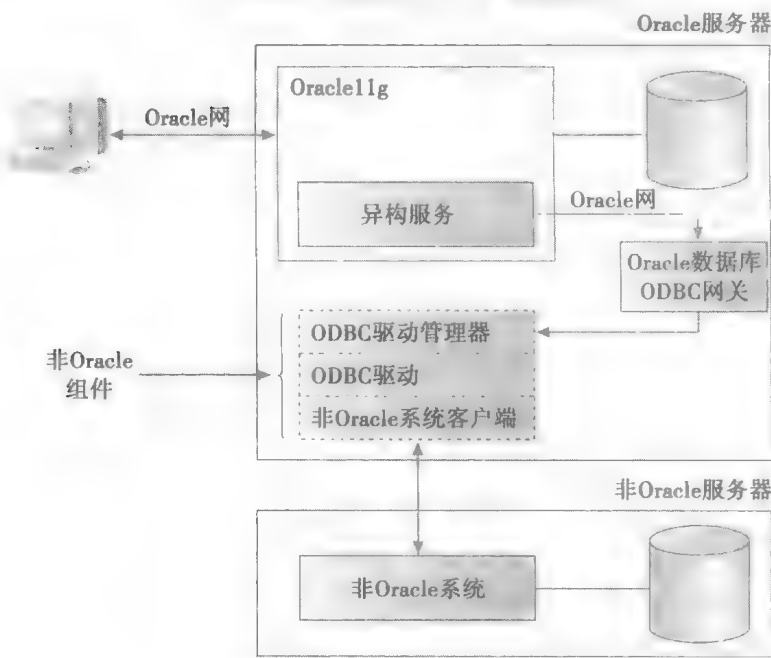 Oracle服务器
Oracle11g
Oracle网
异构服务
Oracle网
Oracle数据库
ODBC网关
ODBC驱动管理器
非Oracle
组件
ODBC驱动
非Oracle系统客户端
非Oracle服务器
非Oracle系统